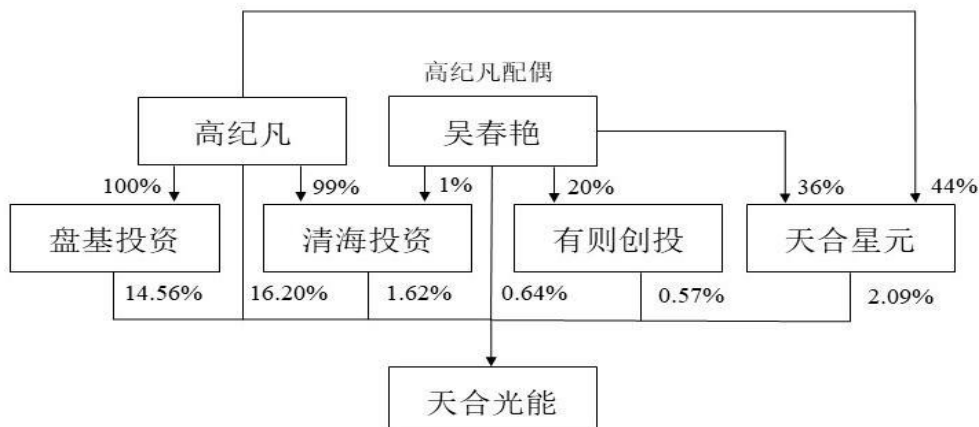 高纪凡配偶
高纪凡
吴春艳
100%
99%
1%
20%
36%
44%
盘基投资
清海投资
有则创投
天合星元
14.56%
16.20%
1.62%
0.64%
0.57%
2.09%
天合光能